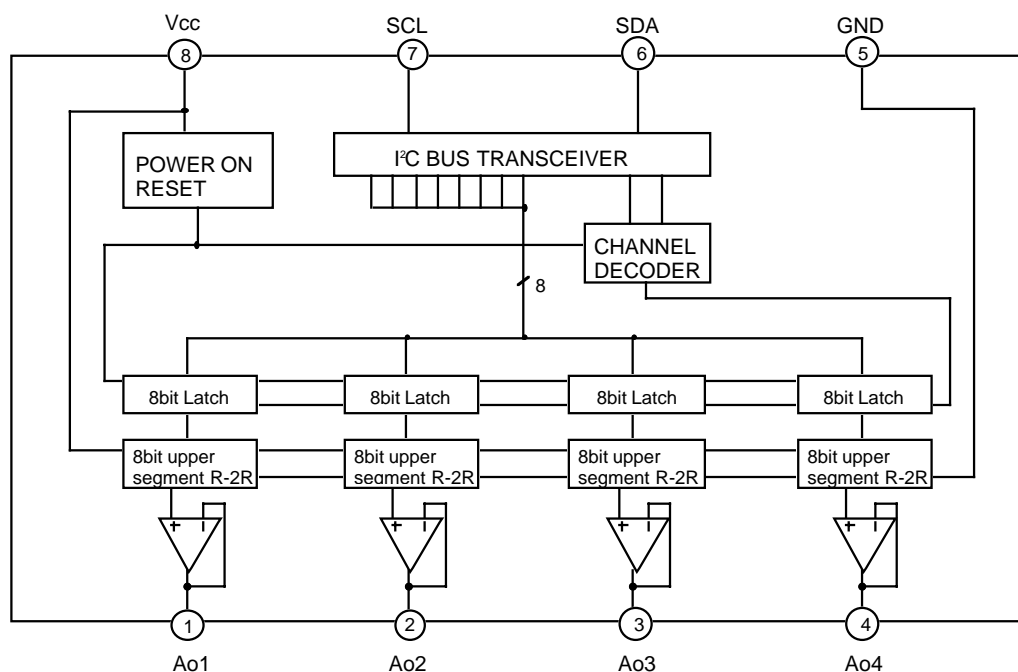 Vcc SCL SDA GND
8 7 6 5
I²C BUS TRANSCEIVER
POWER ON
RESET
CHANNEL
DECODER
8
8bit Latch 8bit Latch 8bit Latch 8bit Latch
8bit upper 8bit upper 8bit upper 8bit upper
segment R-2R segment R-2R segment R-2R segment R-2R
+ − + − + − + −
1 2 3 4
Ao1 Ao2 Ao3 Ao4